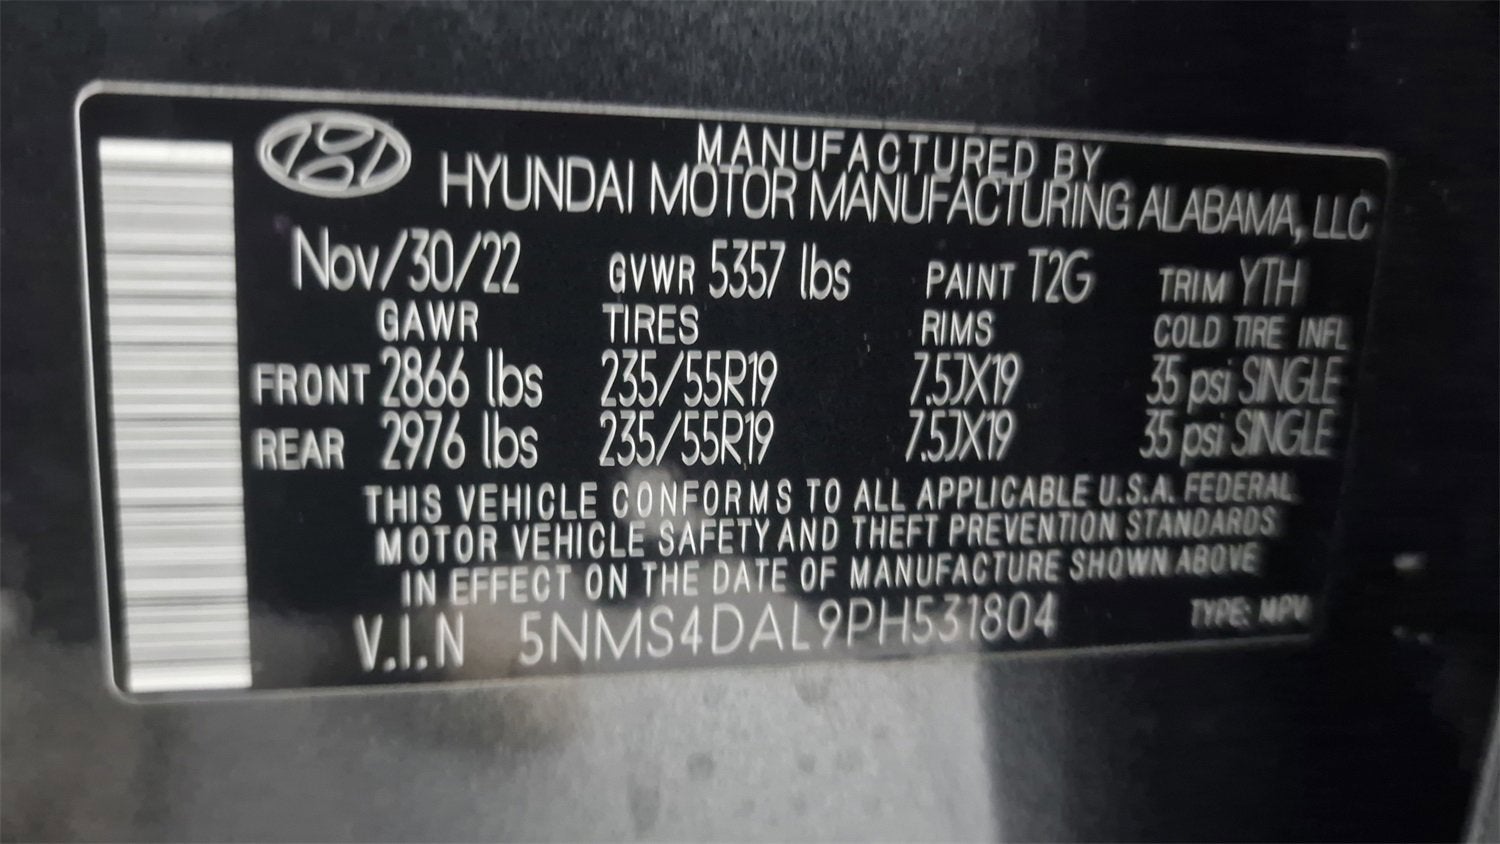 MANUFACTURED BY
HYUNDAI MOTOR MANUFACTURING ALABAMA, LLC
Nov/30/22 GVWR 5357 lbs PAINT T2G TRIM YTH
GAWR TIRES RIMS COLD TIRE INFL
FRONT 2866 lbs 235/55R19 7.5JX19 35 psi SINGLE
REAR 2976 lbs 235/55R19 7.5JX19 35 psi SINGLE
THIS VEHICLE CONFORMS TO ALL APPLICABLE U.S.A. FEDERAL
MOTOR VEHICLE SAFETY AND THEFT PREVENTION STANDARDS
IN EFFECT ON THE DATE OF MANUFACTURE SHOWN ABOVE
V.I.N 5NMS4DAL9PH531804 TYPE: MPV